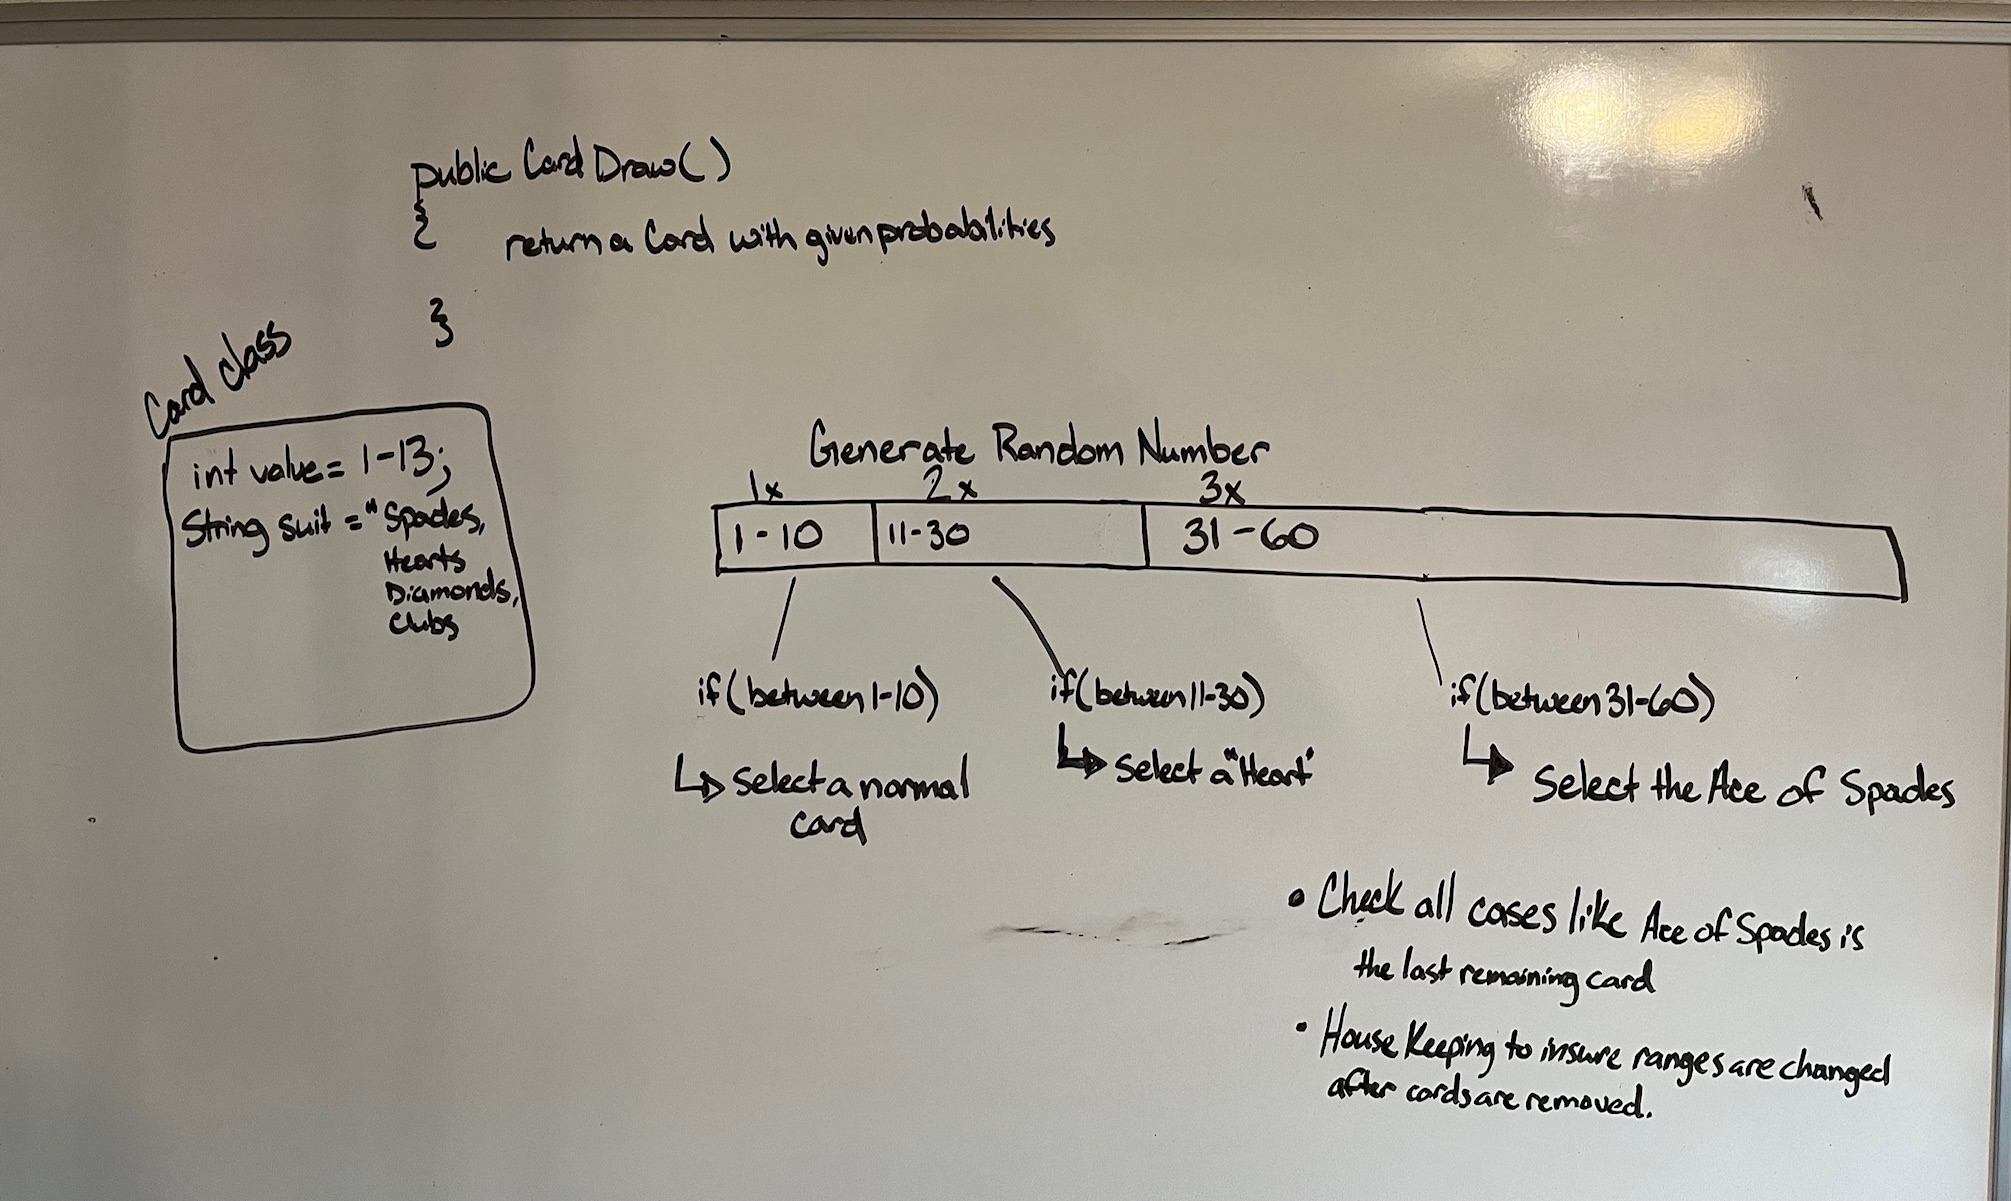 public Card Draw()
{
return a Card with given probabalities
}
Card class
int value = 1-13;
String suit = "Spades,
Hearts
Diamonds,
Clubs
Generate Random Number
1x 2x 3x
1-10 11-30 31-60
if(between 1-10)
Select a normal
card
if(between 11-30)
Select a "Heart"
if(between 31-60)
Select the Ace of Spades
• Check all cases like Ace of Spades is
the last remaining card
• House Keeping to insure ranges are changed
after cards are removed.